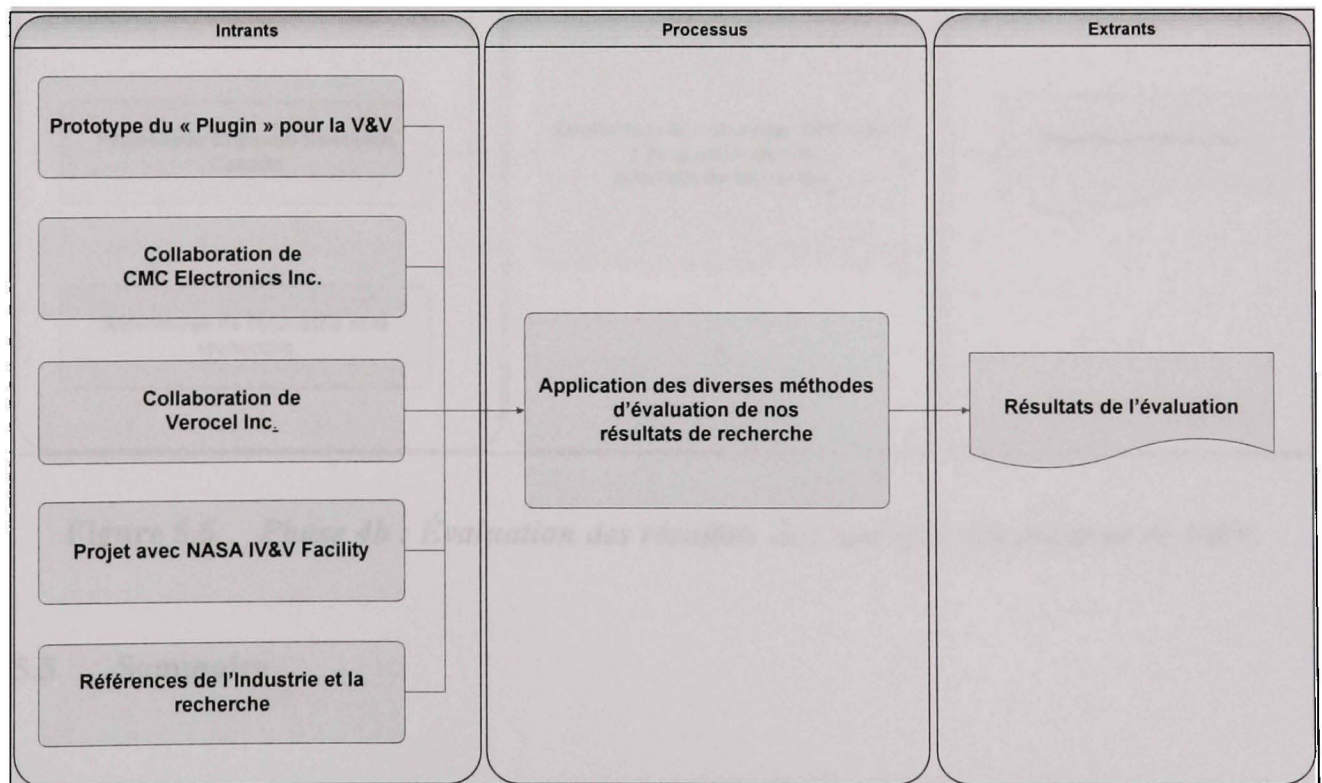 Intrants
Processus
Extrants
Prototype du « Plugin » pour la V&V
Collaboration de
CMC Electronics Inc.
Collaboration de
Verocel Inc.
Projet avec NASA IV&V Facility
Références de l'Industrie et la
recherche
Application des diverses méthodes
d'évaluation de nos
résultats de recherche
Résultats de l'évaluation
Figure 5.6 Phase 4b : Évaluation des résultats
5.5. Sommaire